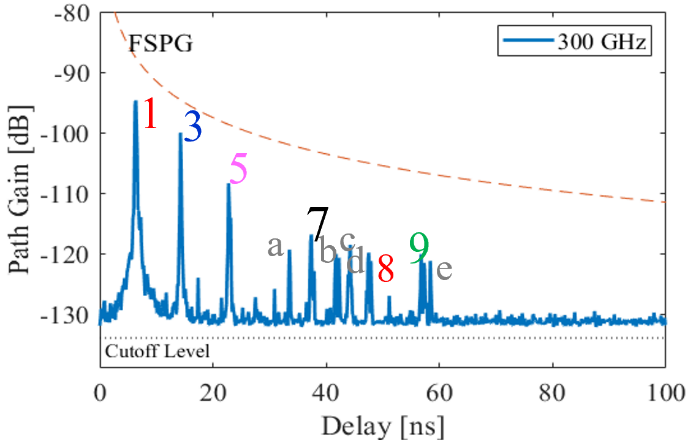 -80
FSPG
300 GHz
-90
1
-100
3
5
-110
7
a
b
c
d
-120
8
9
e
-130
Cutoff Level
0
20
40
60
80
100
Path Gain [dB]
Delay [ns]